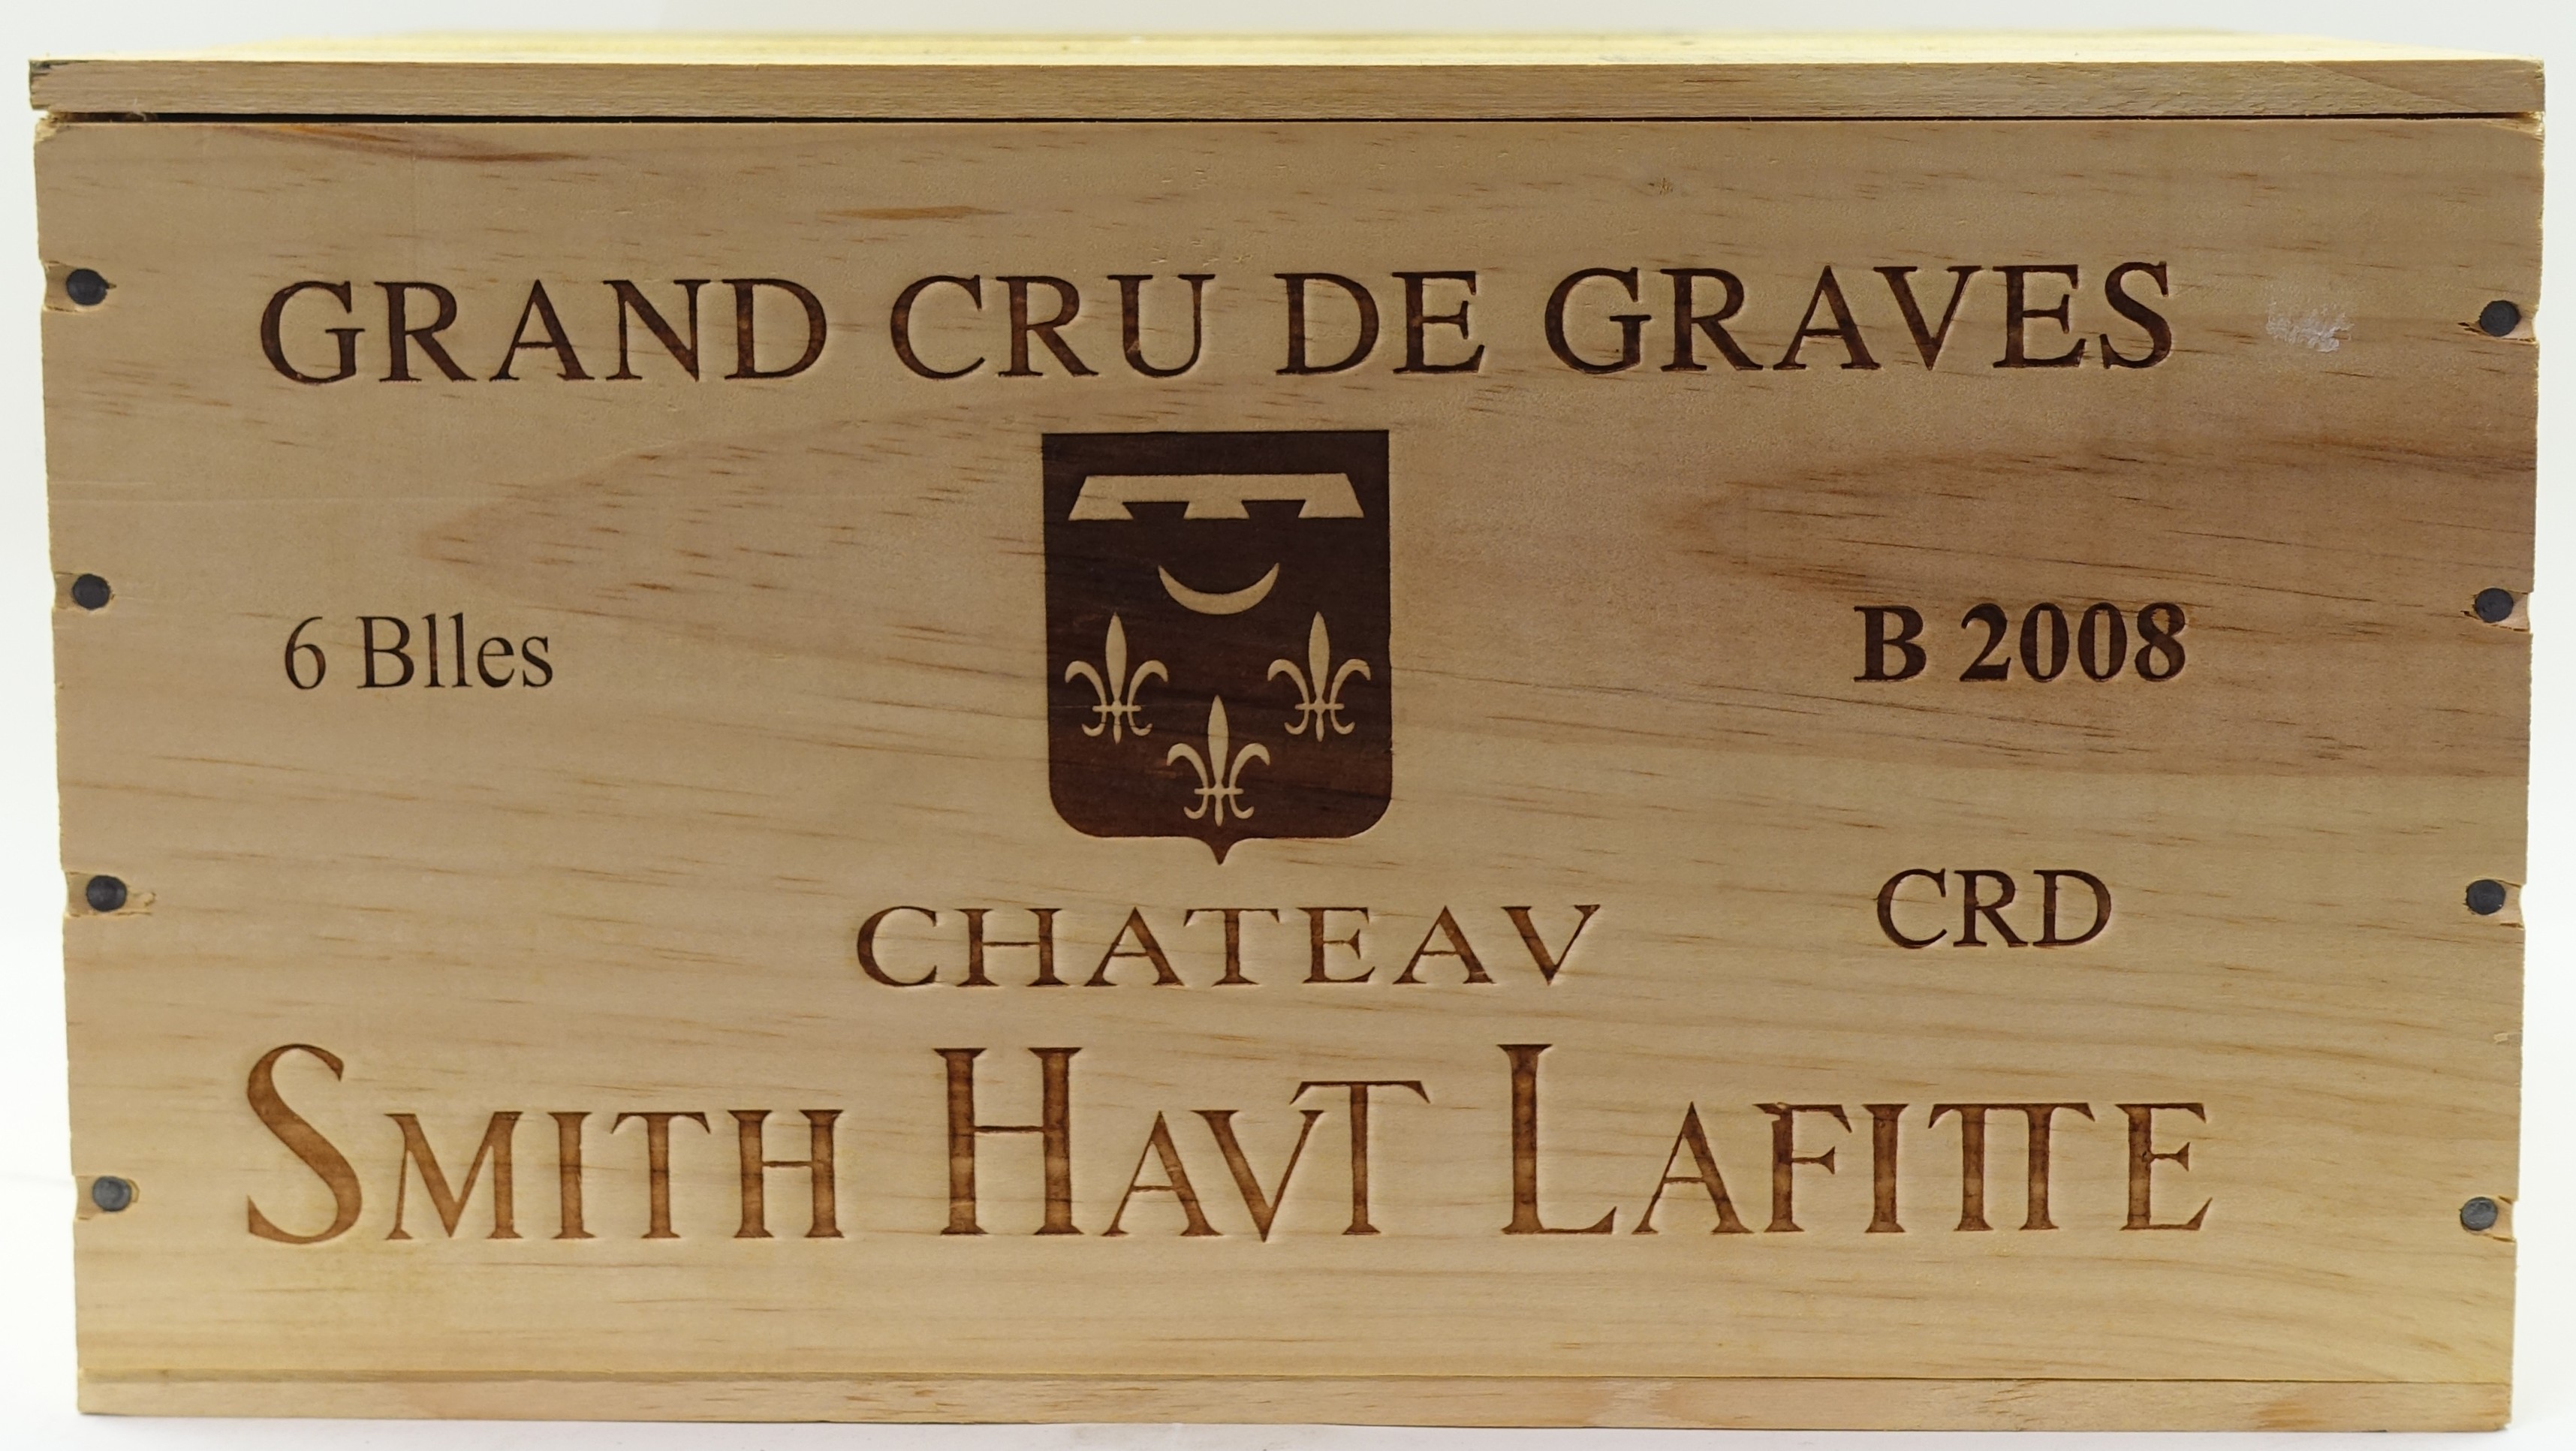 GRAND CRU DE GRAVES
6 Blles
B 2008
CRD
CHATEAV
SMITH HAVT LAFITTE